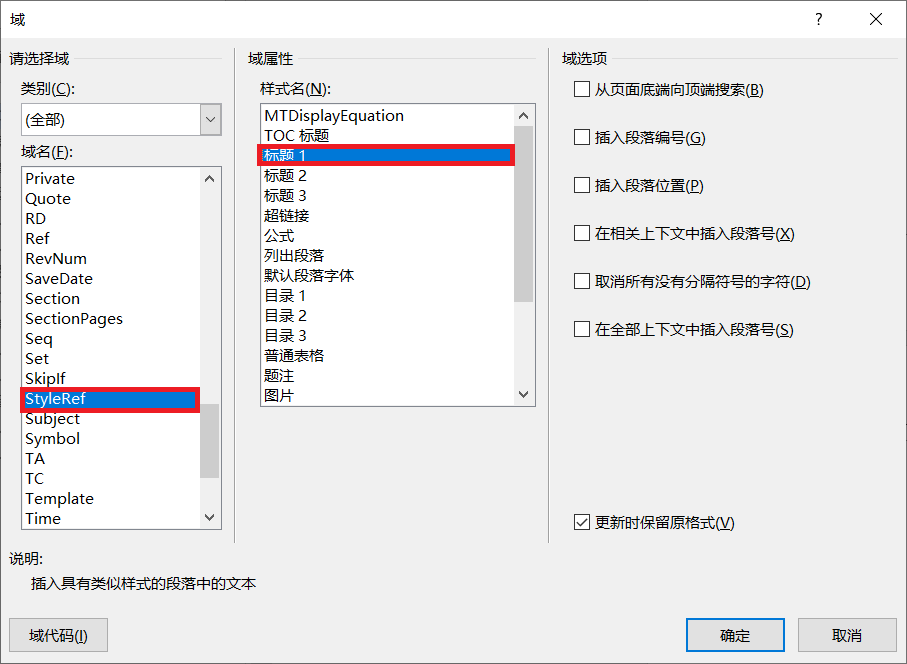 域
?
请选择域
类别(C):
(全部)
域名(F):
Private
Quote
RD
Ref
RevNum
SaveDate
Section
SectionPages
Seq
Set
SkipIf
StyleRef
Subject
Symbol
TA
TC
Template
Time
域属性
样式名(N):
MTDisplayEquation
TOC 标题
标题 1
标题 2
标题 3
超链接
公式
列出段落
默认段落字体
目录 1
目录 2
目录 3
普通表格
题注
图片
域选项
从页面底端向顶端搜索(B)
插入段落编号(G)
插入段落位置(P)
在相关上下文中插入段落号(X)
取消所有没有分隔符号的字符(D)
在全部上下文中插入段落号(S)
更新时保留原格式(V)
说明:
插入具有类似样式的段落中的文本
域代码(I)
确定
取消